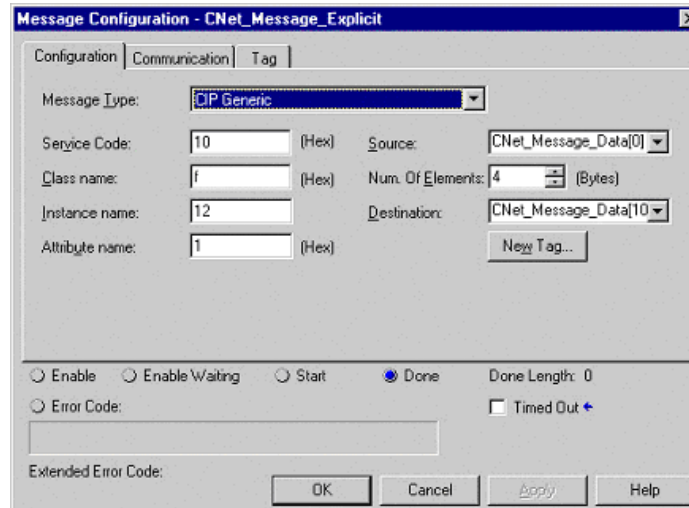 Message Configuration - CNet_Message_Explicit
Configuration Communication Tag
Message Type: CIP Generic
Service Code: 10 (Hex) Source: CNet_Message_Data[0]
Class name: f (Hex) Num. Of Elements: 4 (Bytes)
Instance name: 12 Destination: CNet_Message_Data[10
Attribute name: 1 (Hex) New Tag...
Enable Enable Waiting Start Done Done Length: 0
Error Code: Timed Out
Extended Error Code:
OK Cancel Apply Help